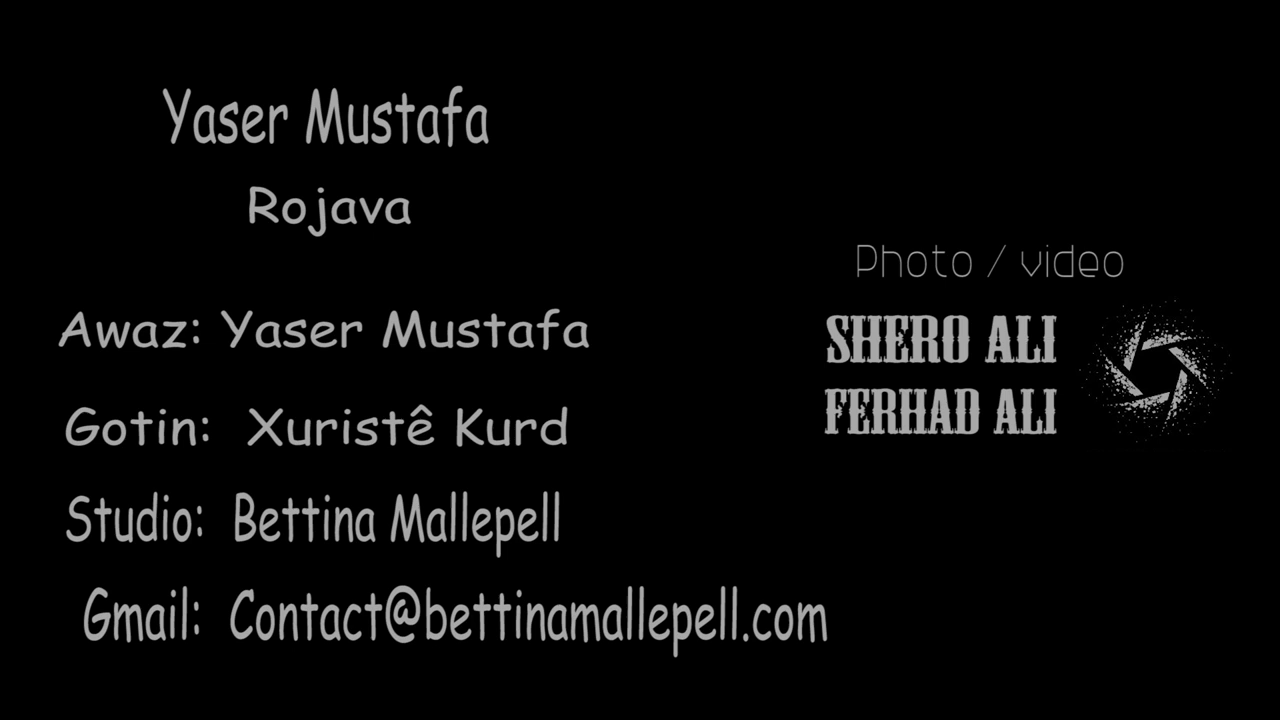 Yaser Mustafa
Rojava
Awaz: Yaser Mustafa
Gotin: Xuristê Kurd
Studio: Bettina Mallepell
Gmail: Contact@bettinamallepell.com
Photo / video
SHERO ALI
FERHAD ALI